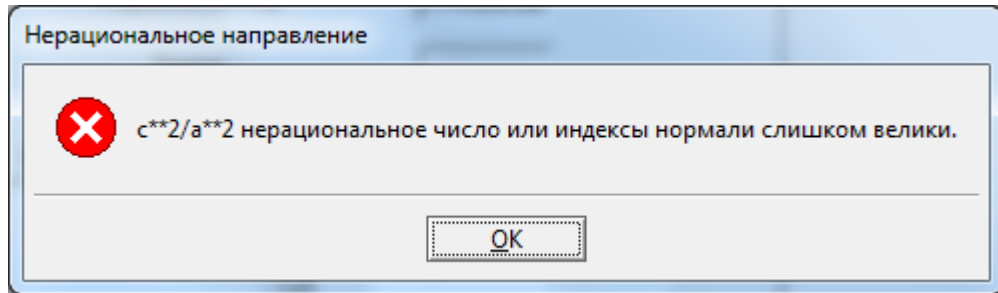 Нерациональное направление
c**2/a**2 нерациональное число или индексы нормали слишком велики.
OK